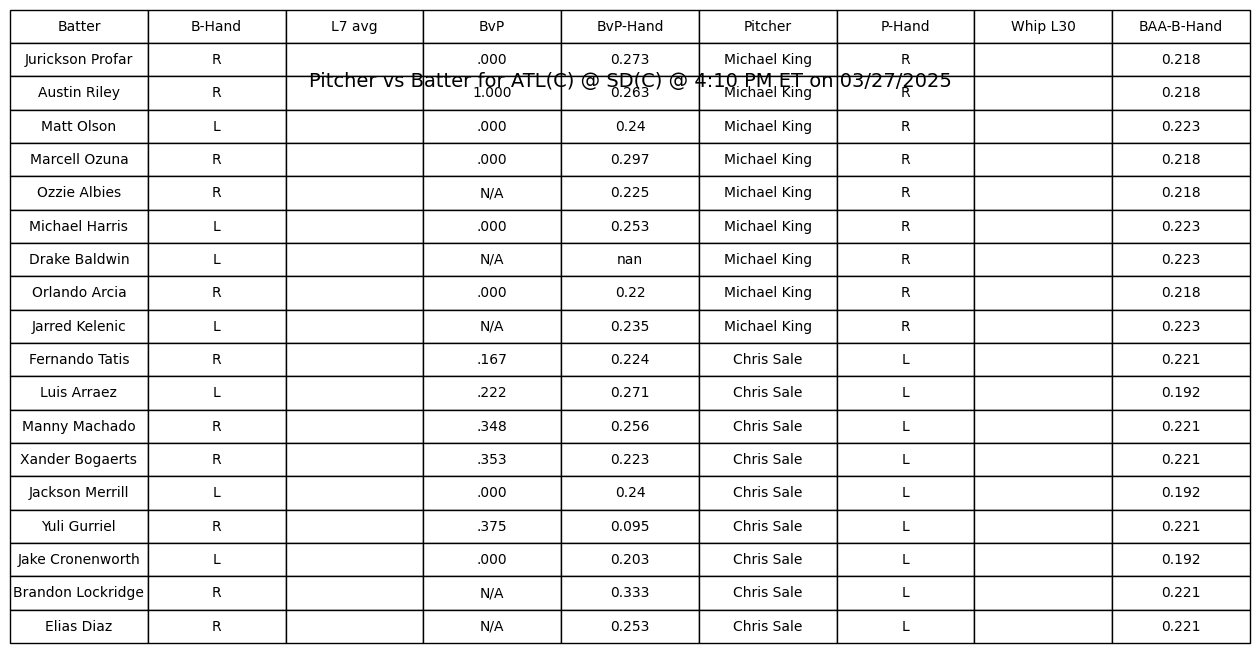 Batter B-Hand L7 avg BvP BvP-Hand Pitcher P-Hand Whip L30 BAA-B-Hand
Jurickson Profar R .000 0.273 Michael King R 0.218
Pitcher vs Batter for ATL(C) @ SD(C) @ 4:10 PM ET on 03/27/2025
Austin Riley R 1.000 0.263 Michael King R 0.218
Matt Olson L .000 0.24 Michael King R 0.223
Marcell Ozuna R .000 0.297 Michael King R 0.218
Ozzie Albies R N/A 0.225 Michael King R 0.218
Michael Harris L .000 0.253 Michael King R 0.223
Drake Baldwin L N/A nan Michael King R 0.223
Orlando Arcia R .000 0.22 Michael King R 0.218
Jarred Kelenic L N/A 0.235 Michael King R 0.223
Fernando Tatis R .167 0.224 Chris Sale L 0.221
Luis Arraez L .222 0.271 Chris Sale L 0.192
Manny Machado R .348 0.256 Chris Sale L 0.221
Xander Bogaerts R .353 0.223 Chris Sale L 0.221
Jackson Merrill L .000 0.24 Chris Sale L 0.192
Yuli Gurriel R .375 0.095 Chris Sale L 0.221
Jake Cronenworth L .000 0.203 Chris Sale L 0.192
Brandon Lockridge R N/A 0.333 Chris Sale L 0.221
Elias Diaz R N/A 0.253 Chris Sale L 0.221